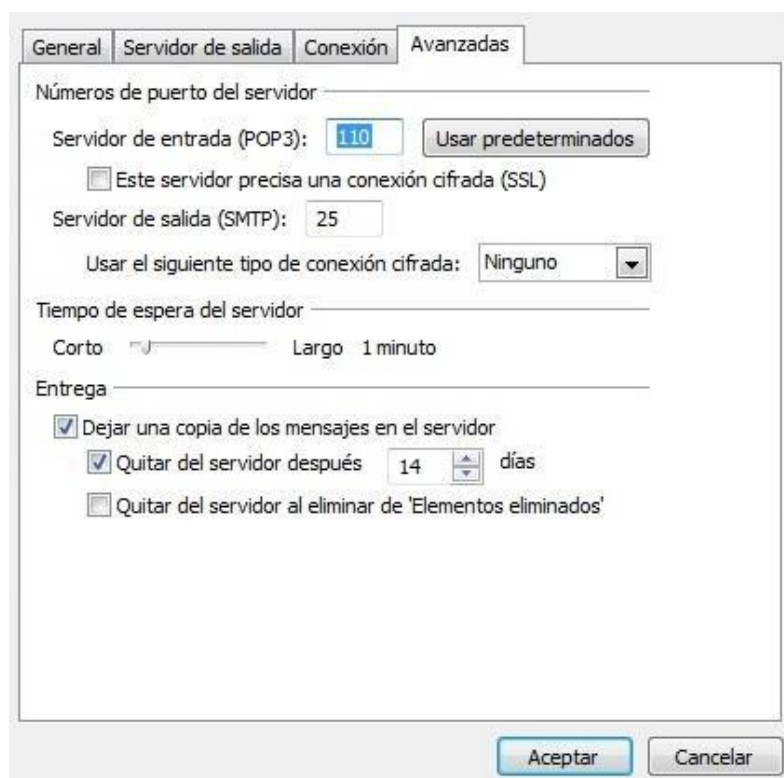 General Servidor de salida Conexión Avanzadas
Números de puerto del servidor
Servidor de entrada (POP3): 110 Usar predeterminados
Este servidor precisa una conexión cifrada (SSL)
Servidor de salida (SMTP): 25
Usar el siguiente tipo de conexión cifrada: Ninguno
Tiempo de espera del servidor
Corto Largo 1 minuto
Entrega
Dejar una copia de los mensajes en el servidor
Quitar del servidor después 14 días
Quitar del servidor al eliminar de 'Elementos eliminados'
Aceptar Cancelar